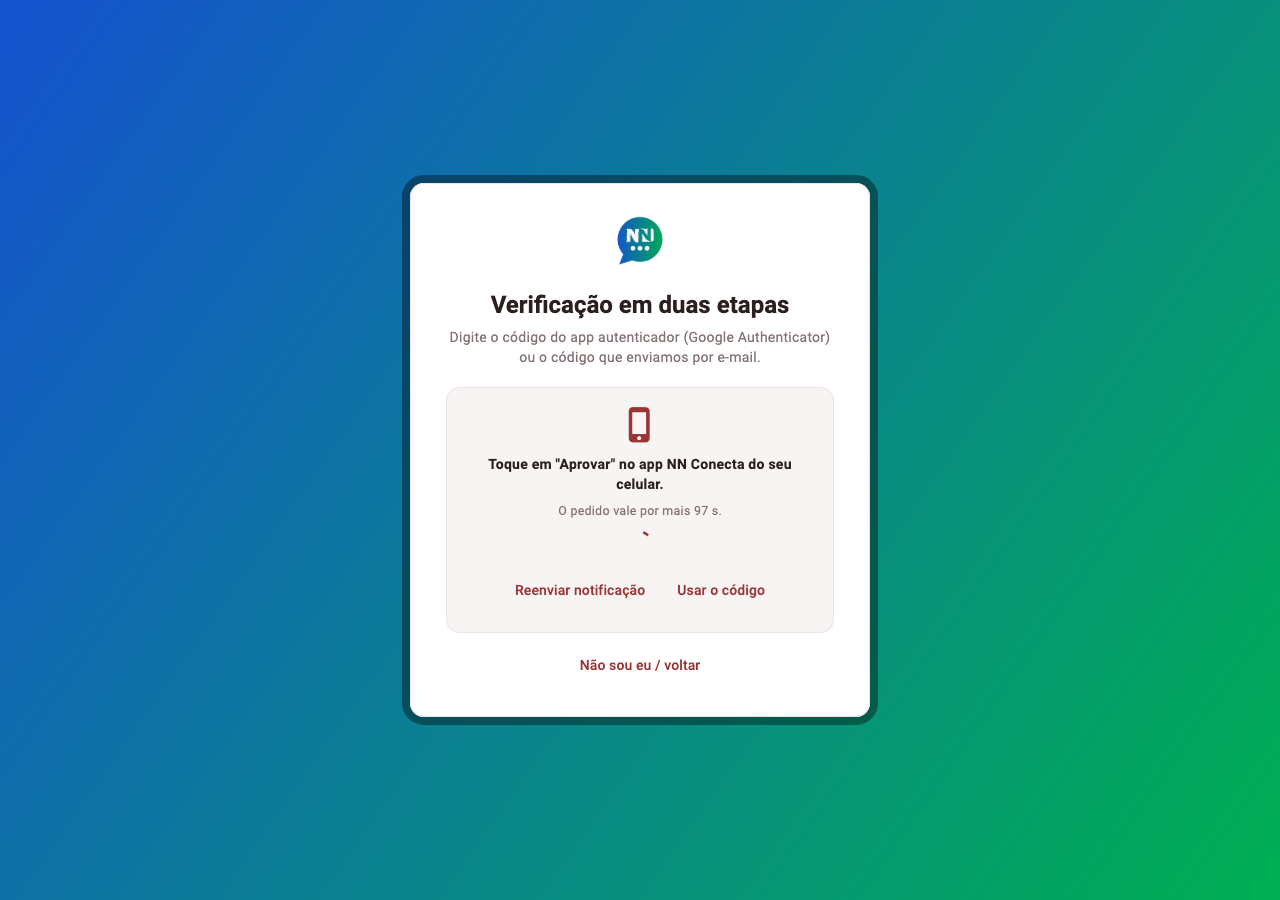 NN
Verificação em duas etapas
Digite o código do app autenticador (Google Authenticator)
ou o código que enviamos por e-mail.
Toque em "Aprovar" no app NN Conecta do seu
celular.
O pedido vale por mais 97 s.
Reenviar notificação Usar o código
Não sou eu / voltar